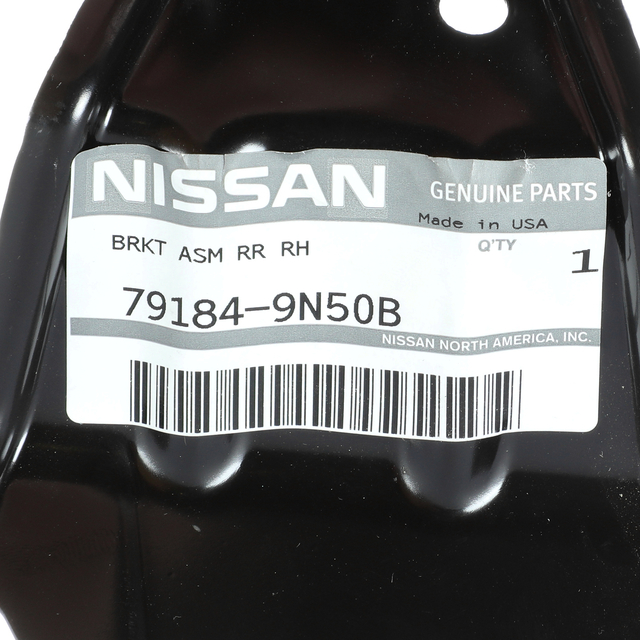 NISSAN GENUINE PARTS
Made in USA
BRKT ASM RR RH Q'TY
1
79184-9N50B
NISSAN NORTH AMERICA, INC.